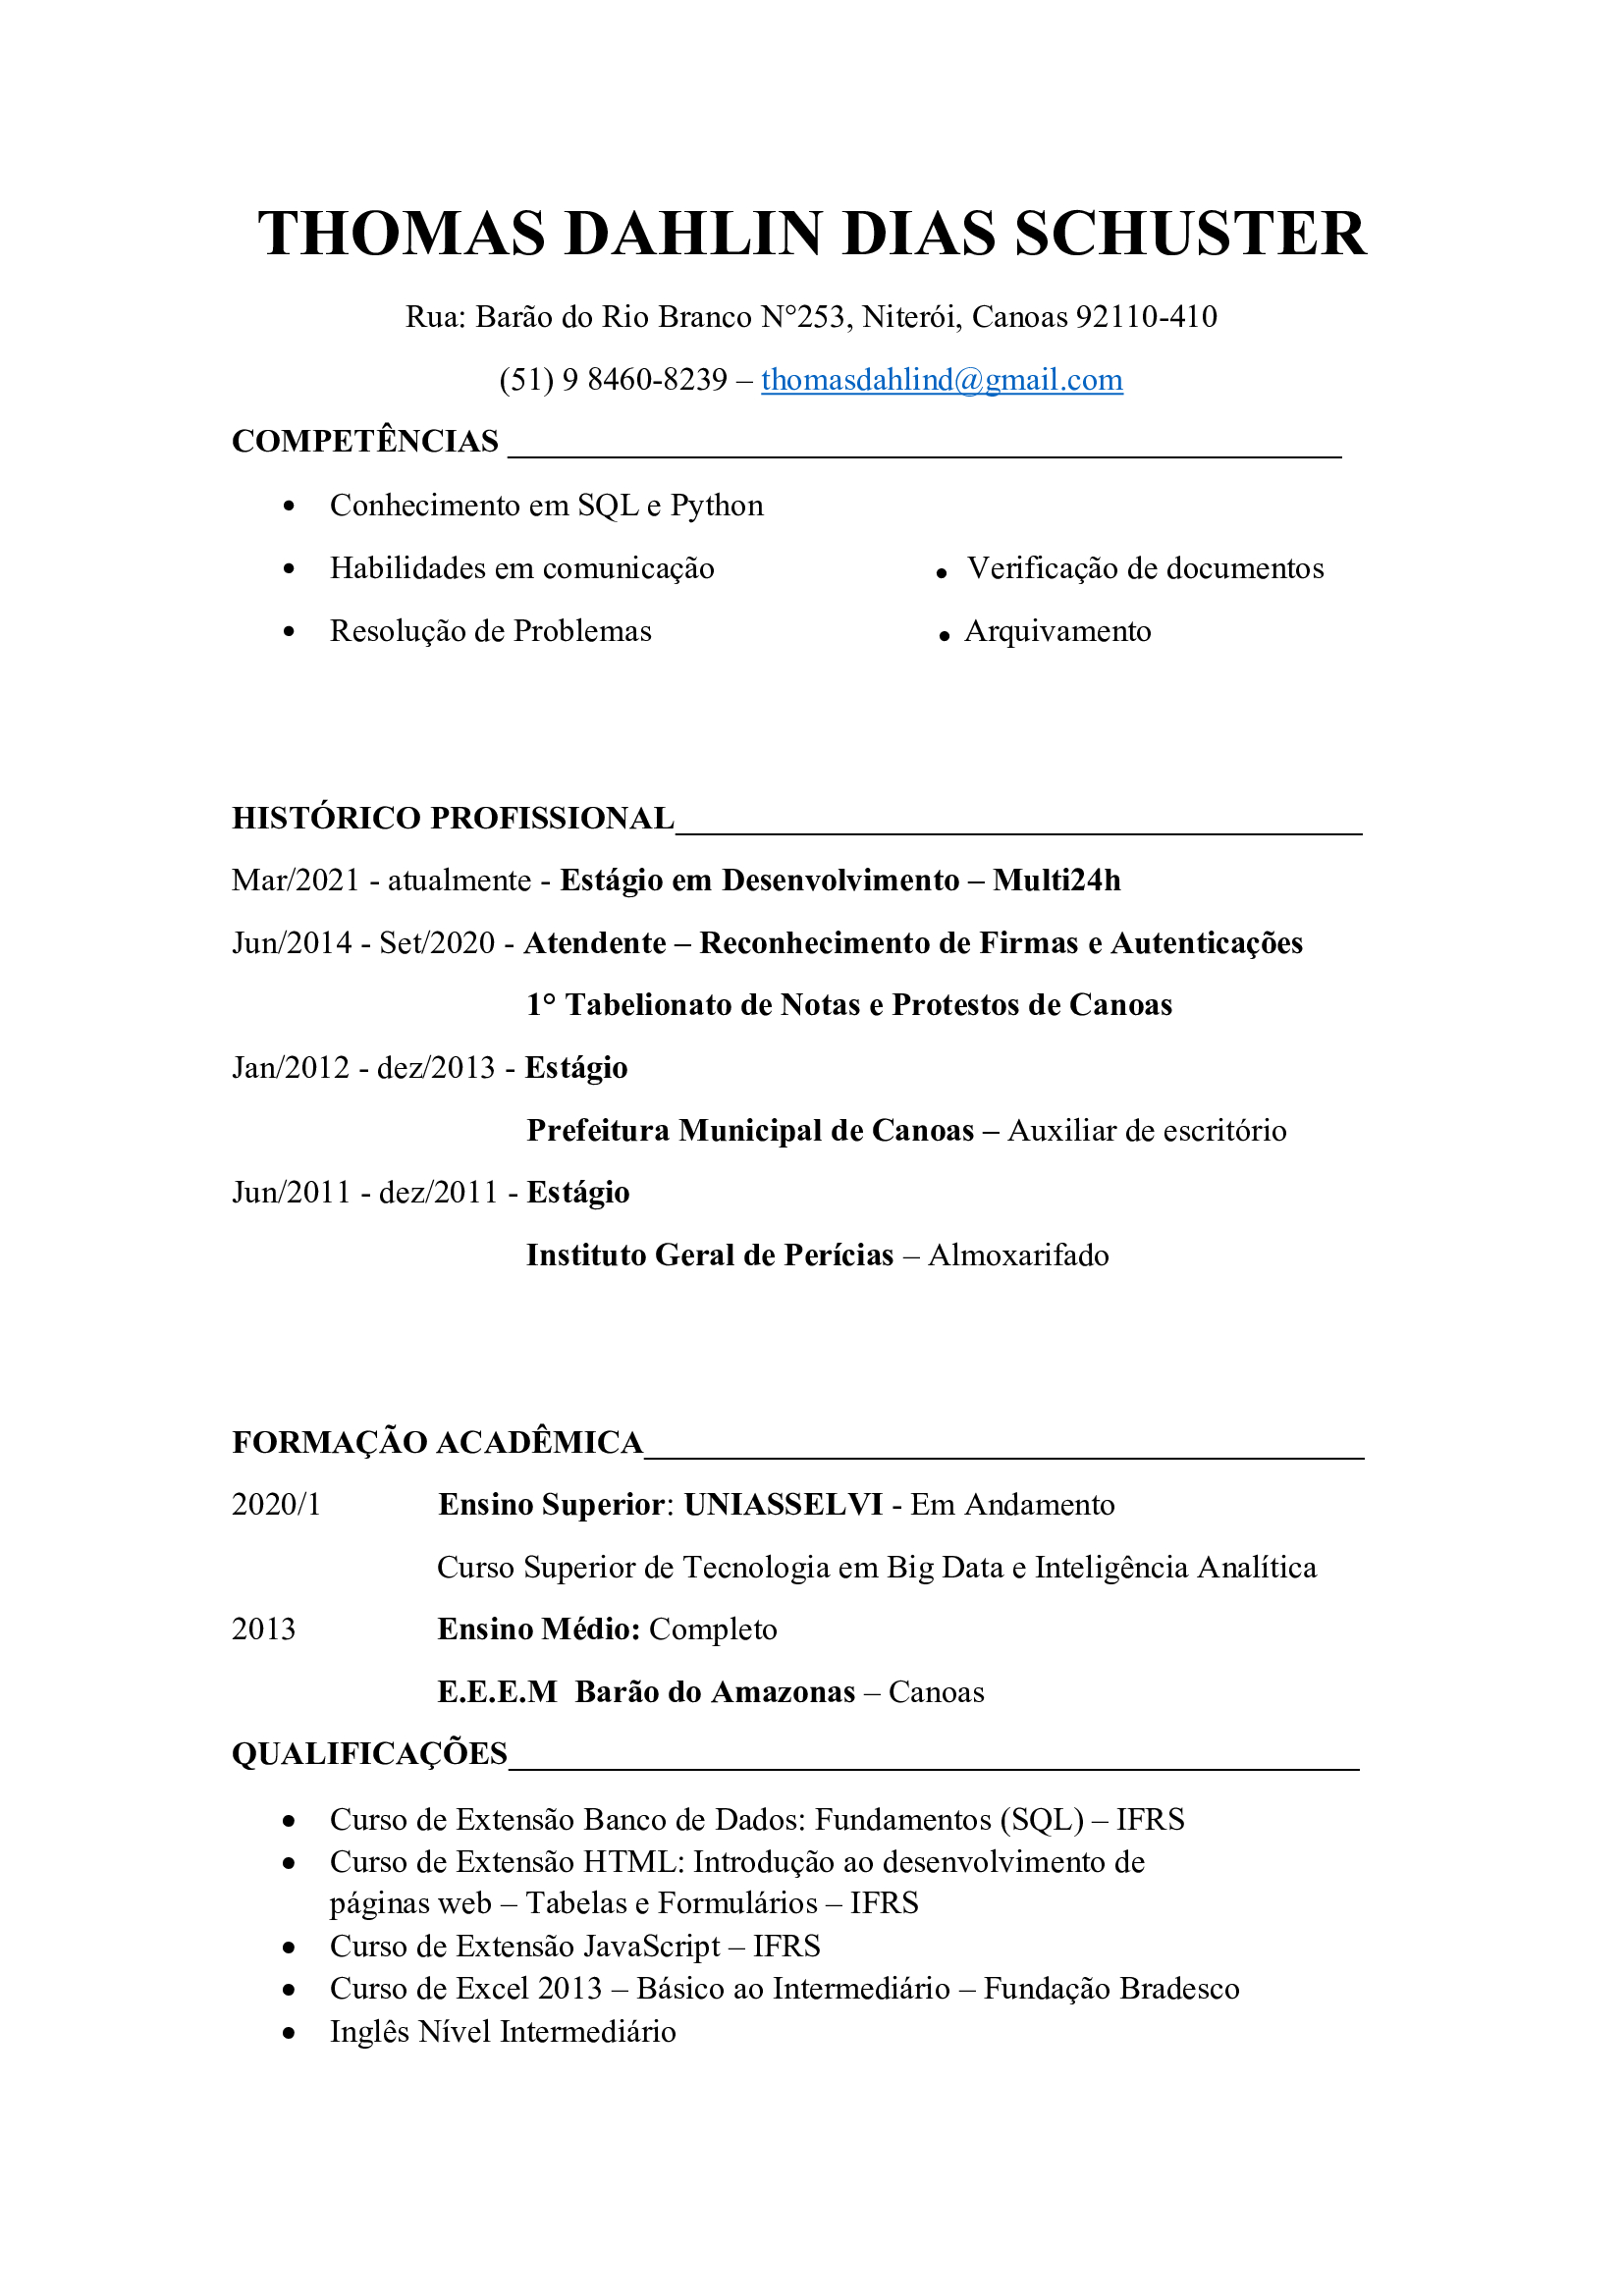 THOMAS DAHLIN DIAS SCHUSTER
Rua: Barão do Rio Branco N°253, Niterói, Canoas 92110-410
(51) 9 8460-8239 – thomasdahlind@gmail.com
COMPETÊNCIAS
• Conhecimento em SQL e Python
• Habilidades em comunicação • Verificação de documentos
• Resolução de Problemas • Arquivamento
HISTÓRICO PROFISSIONAL
Mar/2021 - atualmente - Estágio em Desenvolvimento – Multi24h
Jun/2014 - Set/2020 - Atendente – Reconhecimento de Firmas e Autenticações
1° Tabelionato de Notas e Protestos de Canoas
Jan/2012 - dez/2013 - Estágio
Prefeitura Municipal de Canoas – Auxiliar de escritório
Jun/2011 - dez/2011 - Estágio
Instituto Geral de Perícias – Almoxarifado
FORMAÇÃO ACADÊMICA
2020/1 Ensino Superior: UNIASSELVI - Em Andamento
Curso Superior de Tecnologia em Big Data e Inteligência Analítica
2013 Ensino Médio: Completo
E.E.E.M Barão do Amazonas – Canoas
QUALIFICAÇÕES
• Curso de Extensão Banco de Dados: Fundamentos (SQL) – IFRS
• Curso de Extensão HTML: Introdução ao desenvolvimento de
páginas web – Tabelas e Formulários – IFRS
• Curso de Extensão JavaScript – IFRS
• Curso de Excel 2013 – Básico ao Intermediário – Fundação Bradesco
• Inglês Nível Intermediário